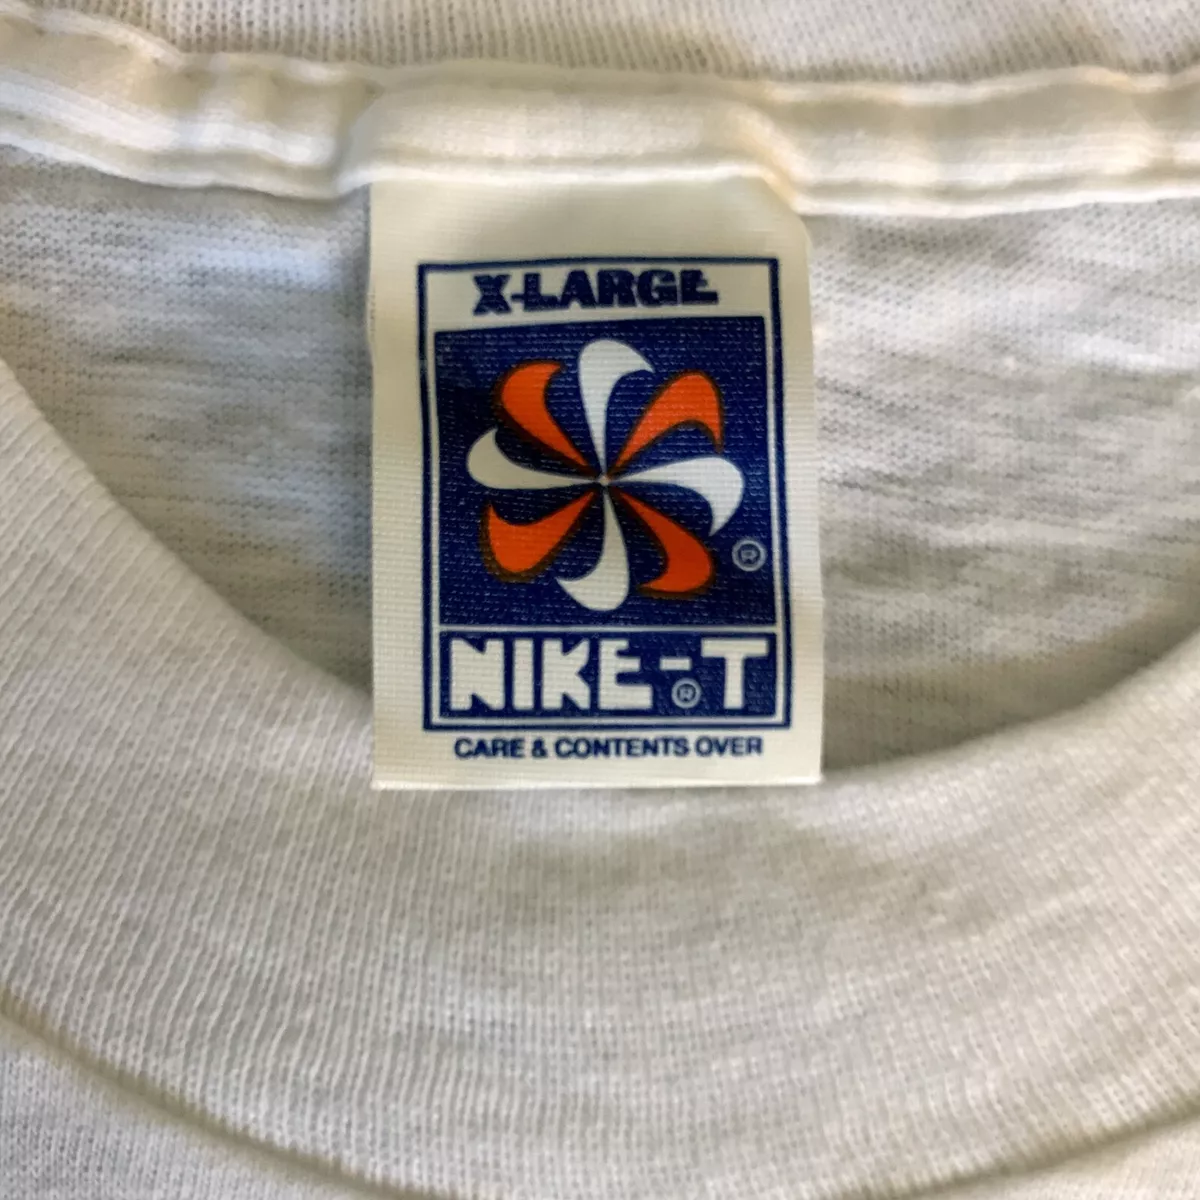 X-LARGE
®
NIKE-T
®
CARE & CONTENTS OVER